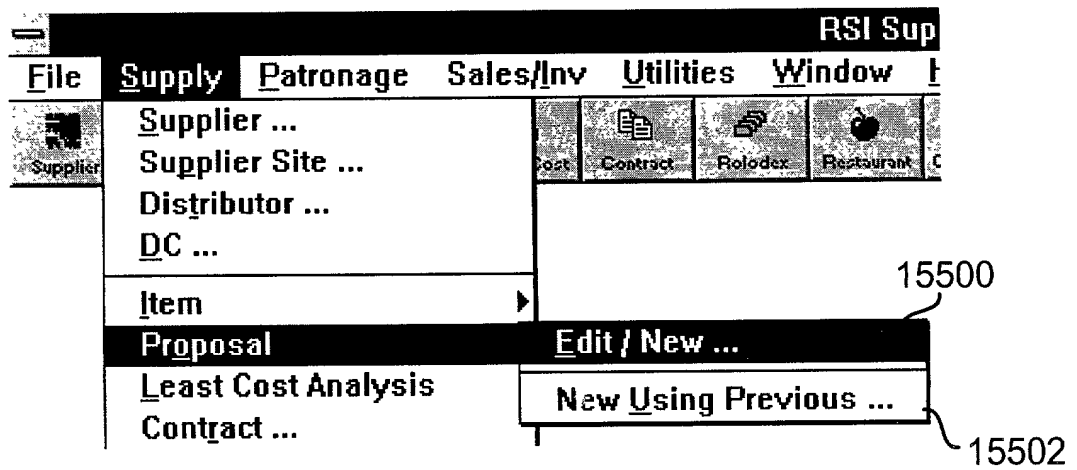 RSI Sup
File Supply Patronage Sales/Inv Utilities Window
Supplier Cost Contract Rolodex Restaurant
Supplier ...
Supplier Site ...
Distributor ...
DC ...
Item
Proposal
Least Cost Analysis
Contract ...
Edit / New ...
New Using Previous ...
15500
15502